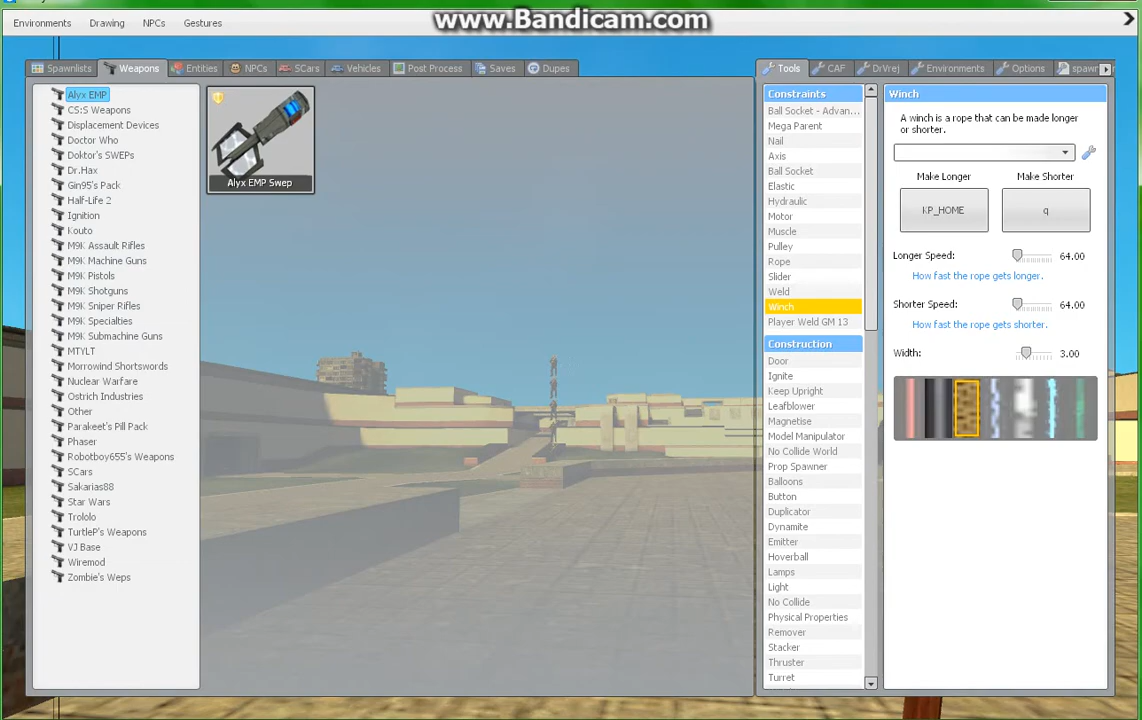 www.Bandicam.com
Environments Drawing NPCs Gestures
Spawnlists Weapons Entities NPCs SCars Vehicles Post Process Saves Dupes
Alyx EMP
CS:S Weapons
Displacement Devices
Doctor Who
Doktor's SWEPs
Dr.Hax
Gin95's Pack
Half-Life 2
Ignition
Kouto
M9K Assault Rifles
M9K Machine Guns
M9K Pistols
M9K Shotguns
M9K Sniper Rifles
M9K Specialties
M9K Submachine Guns
MTYLT
Morrowind Shortswords
Nuclear Warfare
Ostrich Industries
Other
Parakeet's Pill Pack
Phaser
Robotboy655's Weapons
SCars
Sakarias88
Star Wars
Trololo
TurtleP's Weapons
VJ Base
Wiremod
Zombie's Weps
Alyx EMP Swep
Tools CAF DrVrej Environments Options spawr
Constraints
Ball Socket - Advan...
Mega Parent
Nail
Axis
Ball Socket
Elastic
Hydraulic
Motor
Muscle
Pulley
Rope
Slider
Weld
Winch
Player Weld GM 13
Construction
Door
Ignite
Keep Upright
Leafblower
Magnetise
Model Manipulator
No Collide World
Prop Spawner
Balloons
Button
Duplicator
Dynamite
Emitter
Hoverball
Lamps
Light
No Collide
Physical Properties
Remover
Stacker
Thruster
Turret
Winch
A winch is a rope that can be made longer
or shorter.
Make Longer Make Shorter
KP_HOME q
Longer Speed: 64.00
How fast the rope gets longer.
Shorter Speed: 64.00
How fast the rope gets shorter.
Width: 3.00